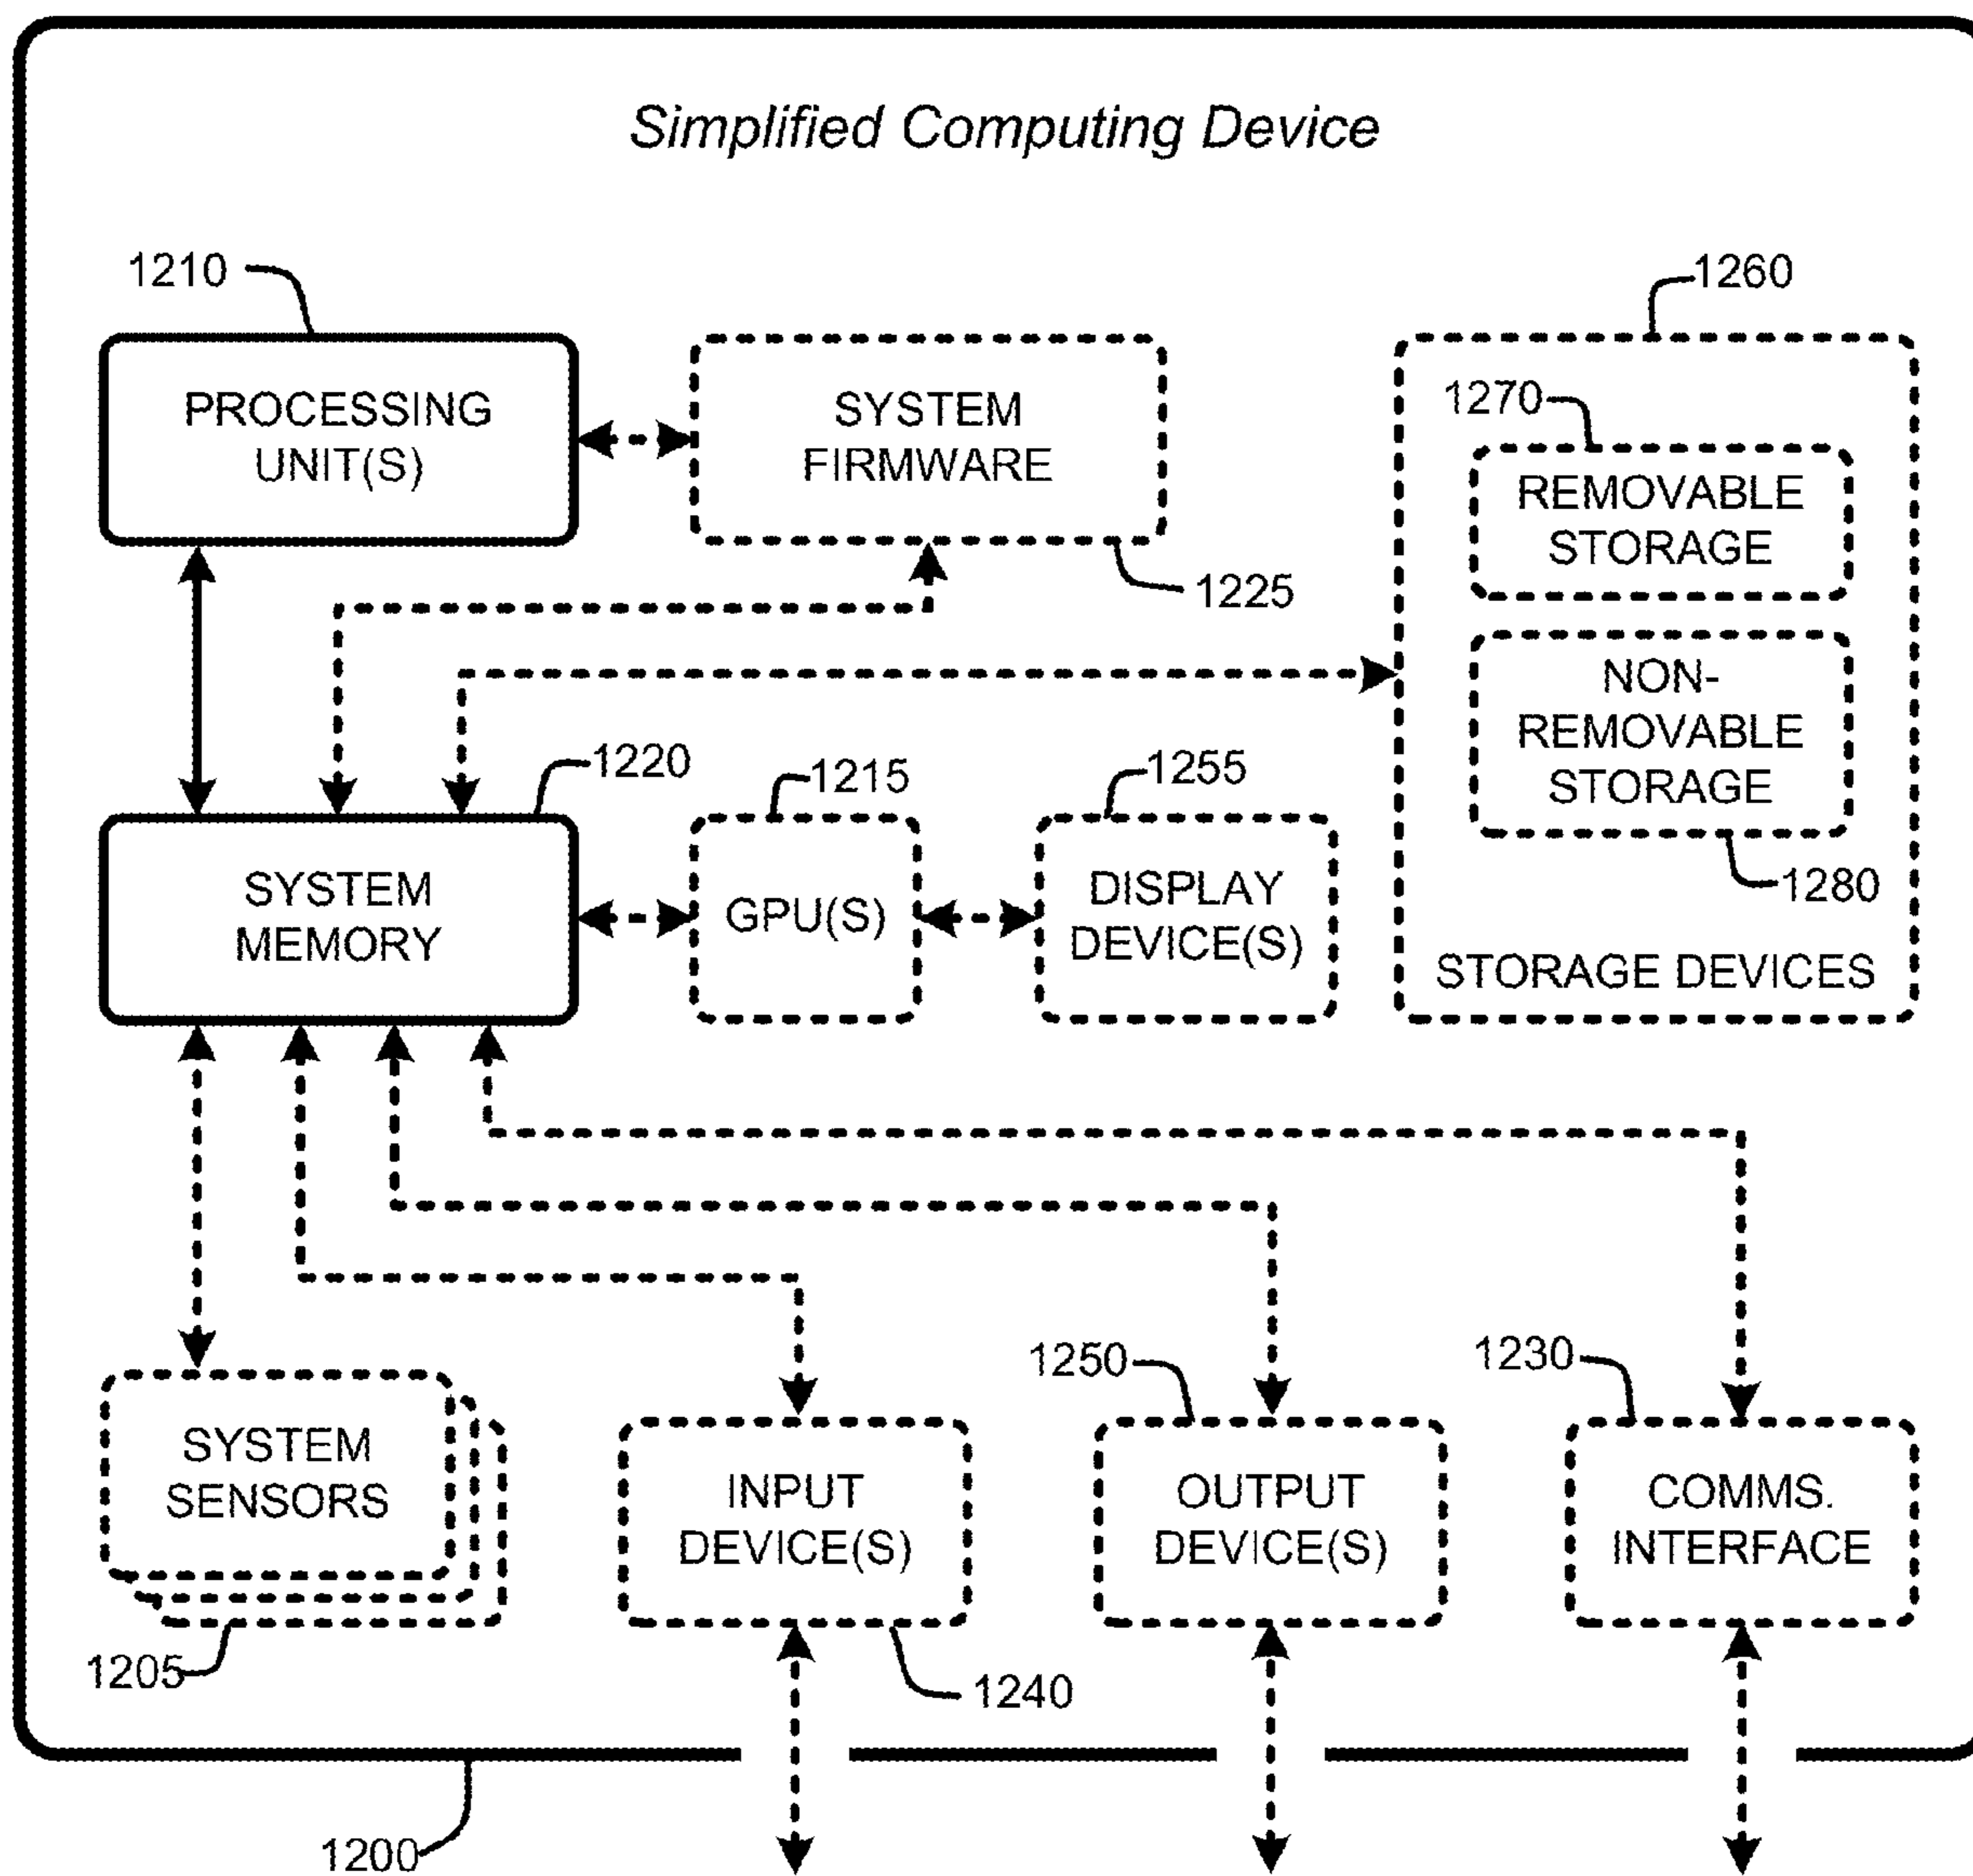 Simplified Computing Device
1210
1260
PROCESSING
UNIT(S)
SYSTEM
FIRMWARE
1270
REMOVABLE
STORAGE
1225
NON-
REMOVABLE
STORAGE
1220
1215
1255
1280
SYSTEM
MEMORY
GPU(S)
DISPLAY
DEVICE(S)
STORAGE DEVICES
1250
1230
SYSTEM
SENSORS
INPUT
DEVICE(S)
OUTPUT
DEVICE(S)
COMMS.
INTERFACE
1205
1240
1200